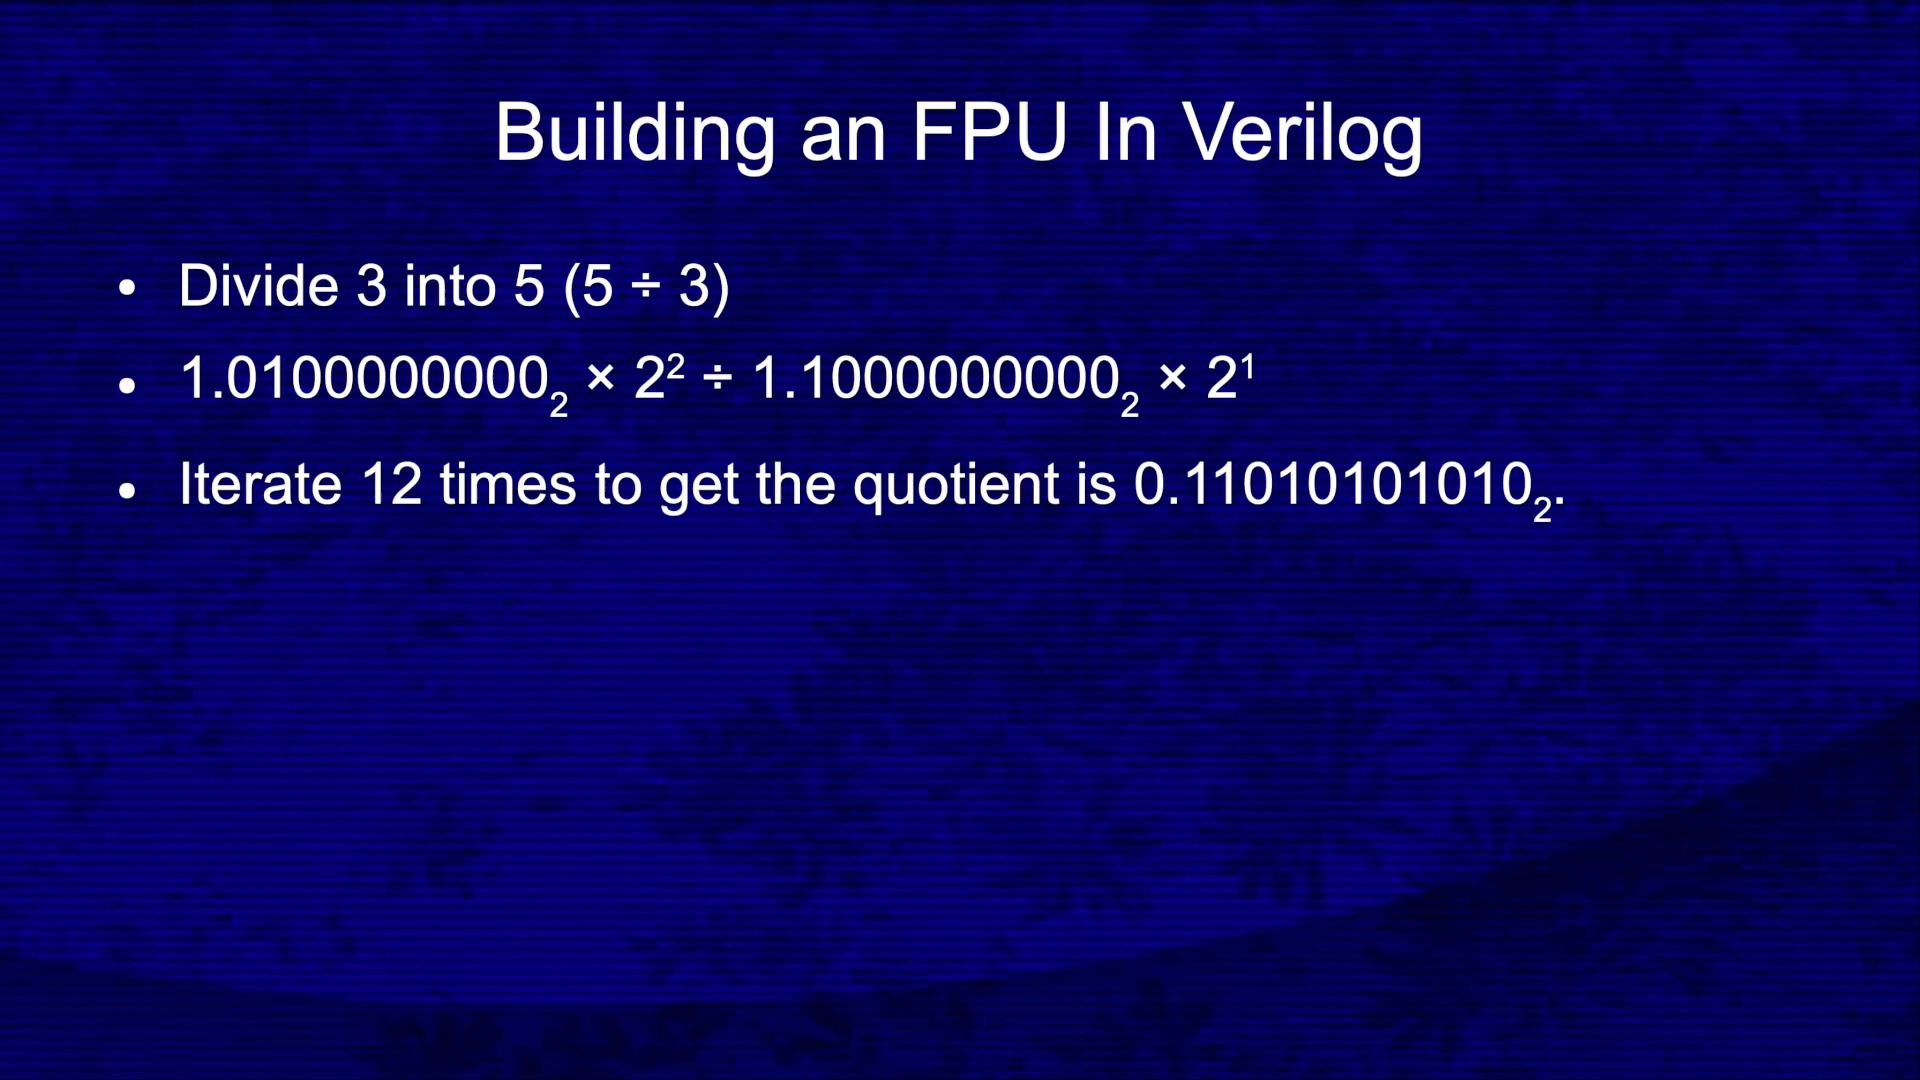 Building an FPU In Verilog
• Divide 3 into 5 (5 ÷ 3)
• 1.0100000000₂ × 2² ÷ 1.1000000000₂ × 2¹
• Iterate 12 times to get the quotient is 0.11010101010₂.